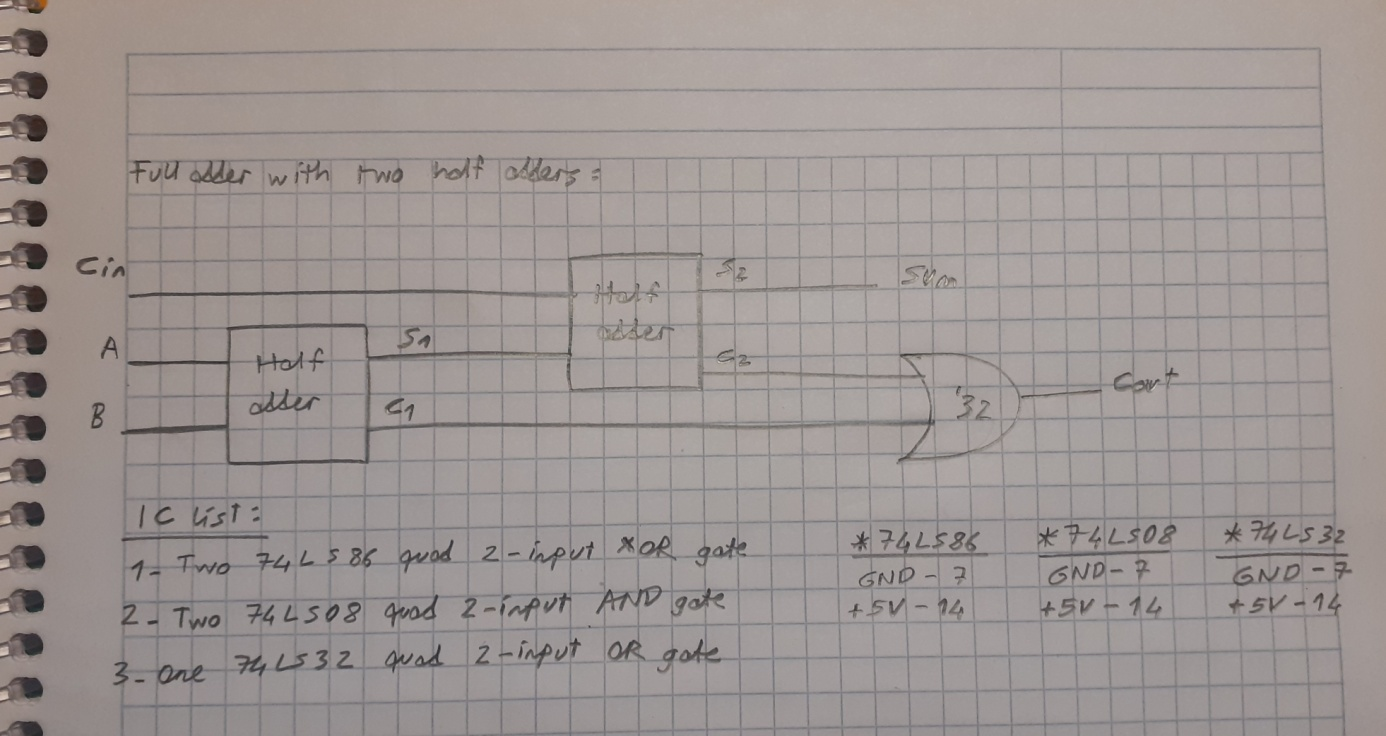 Full adder with two half adders:
Cin
S2
Sum
Half
adder
A
S1
C2
Half
adder
Cout
'32
B
C1
IC List:
1- Two 74LS86 quad 2-input XOR gate
2- Two 74LS08 quad 2-input AND gate
3- One 74LS32 quad 2-input OR gate
*74LS86
GND - 7
+5V - 14
*74LS08
GND - 7
+5V - 14
*74LS32
GND - 7
+5V - 14